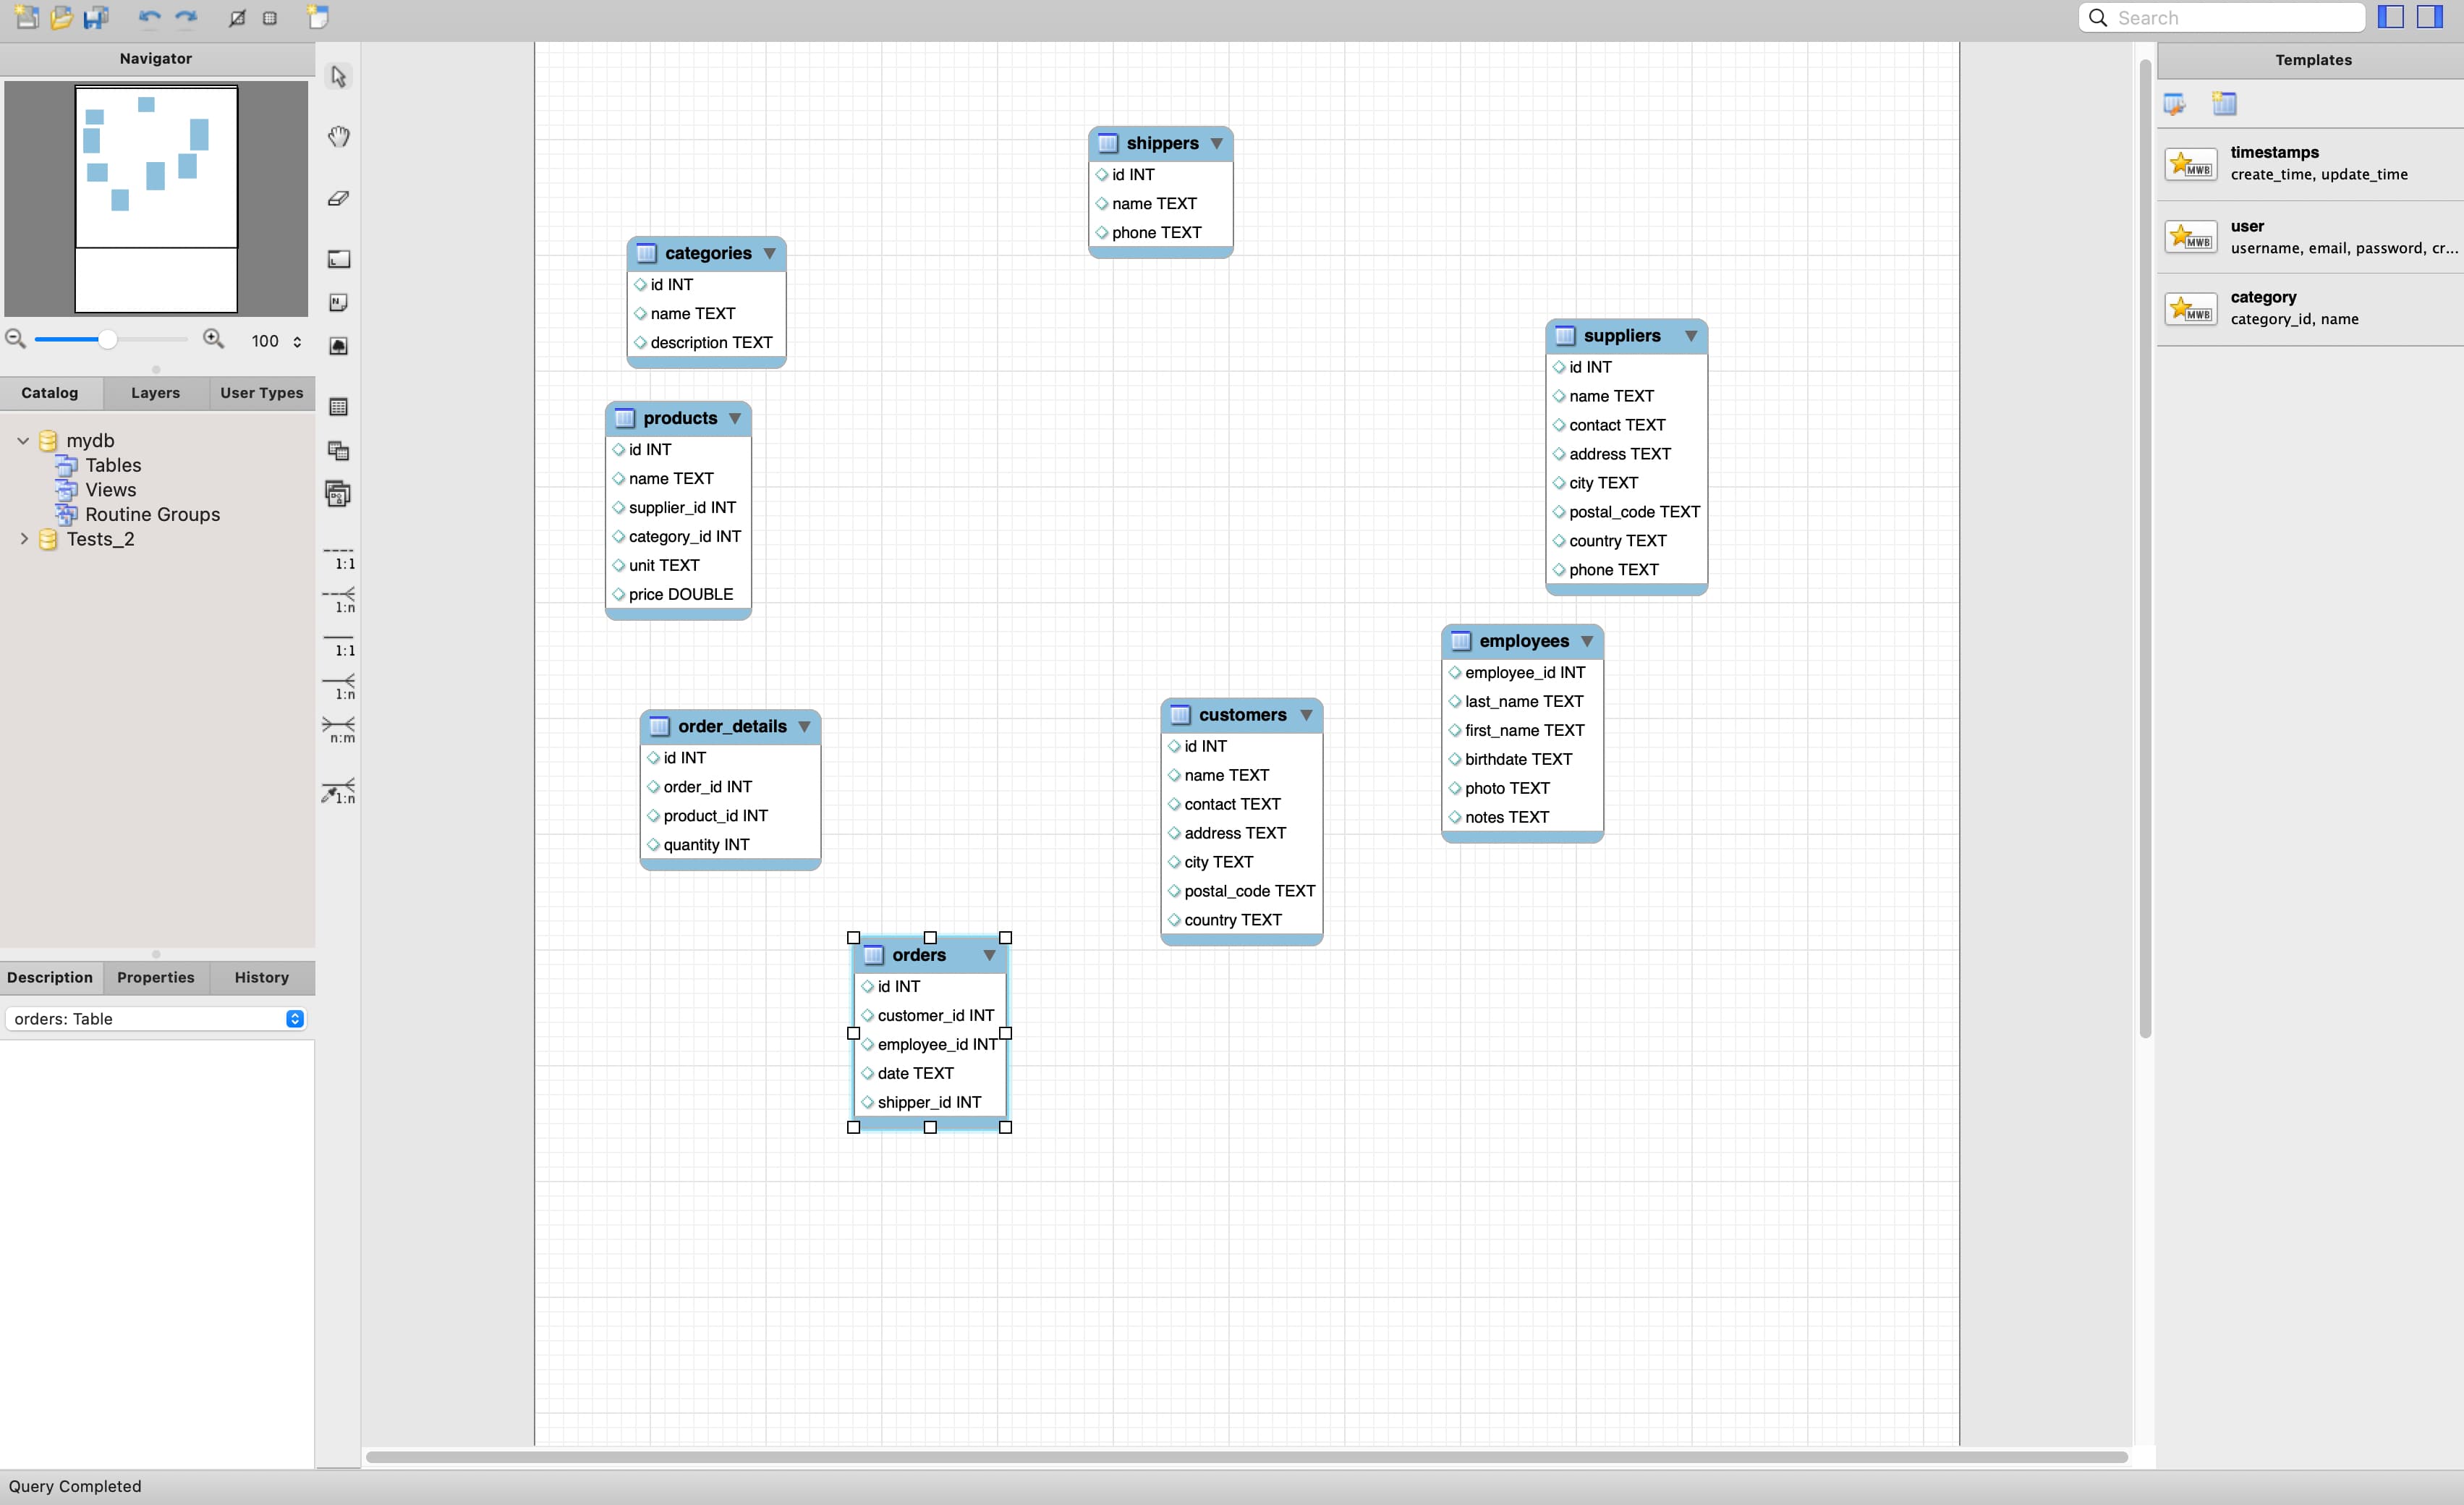 Search
Navigator
100
Catalog
Layers
User Types
mydb
Tables
Views
Routine Groups
Tests_2
Description
Properties
History
orders: Table
1:1
1:n
1:1
1:n
n:m
1:n
shippers
id INT
name TEXT
phone TEXT
categories
id INT
name TEXT
description TEXT
suppliers
id INT
name TEXT
contact TEXT
address TEXT
city TEXT
postal_code TEXT
country TEXT
phone TEXT
products
id INT
name TEXT
supplier_id INT
category_id INT
unit TEXT
price DOUBLE
employees
employee_id INT
last_name TEXT
first_name TEXT
birthdate TEXT
photo TEXT
notes TEXT
order_details
id INT
order_id INT
product_id INT
quantity INT
customers
id INT
name TEXT
contact TEXT
address TEXT
city TEXT
postal_code TEXT
country TEXT
orders
id INT
customer_id INT
employee_id INT
date TEXT
shipper_id INT
Templates
MWB
timestamps
create_time, update_time
MWB
user
username, email, password, cr...
MWB
category
category_id, name
Query Completed